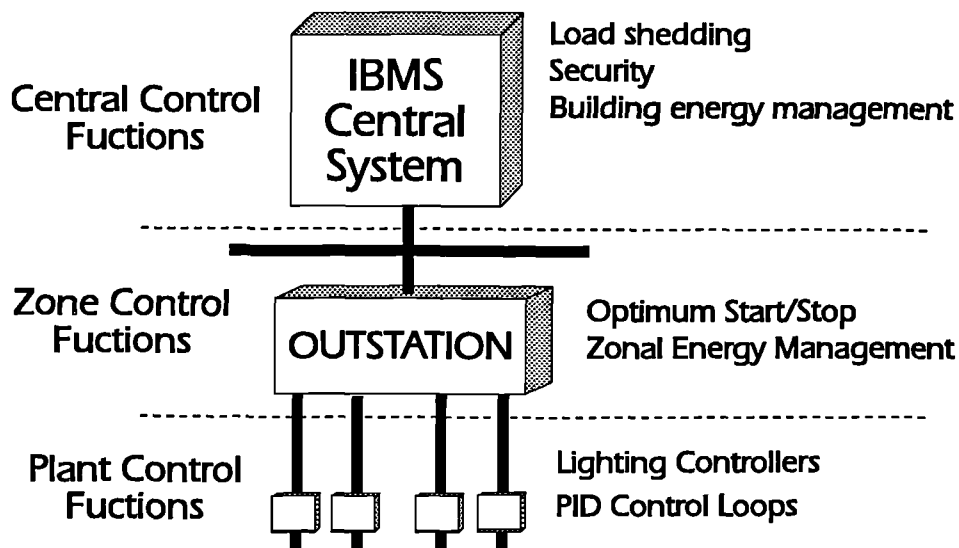 Central Control
Fuctions
IBMS
Central
System
Load shedding
Security
Building energy management
Zone Control
Fuctions
OUTSTATION
Optimum Start/Stop
Zonal Energy Management
Plant Control
Fuctions
Lighting Controllers
PID Control Loops